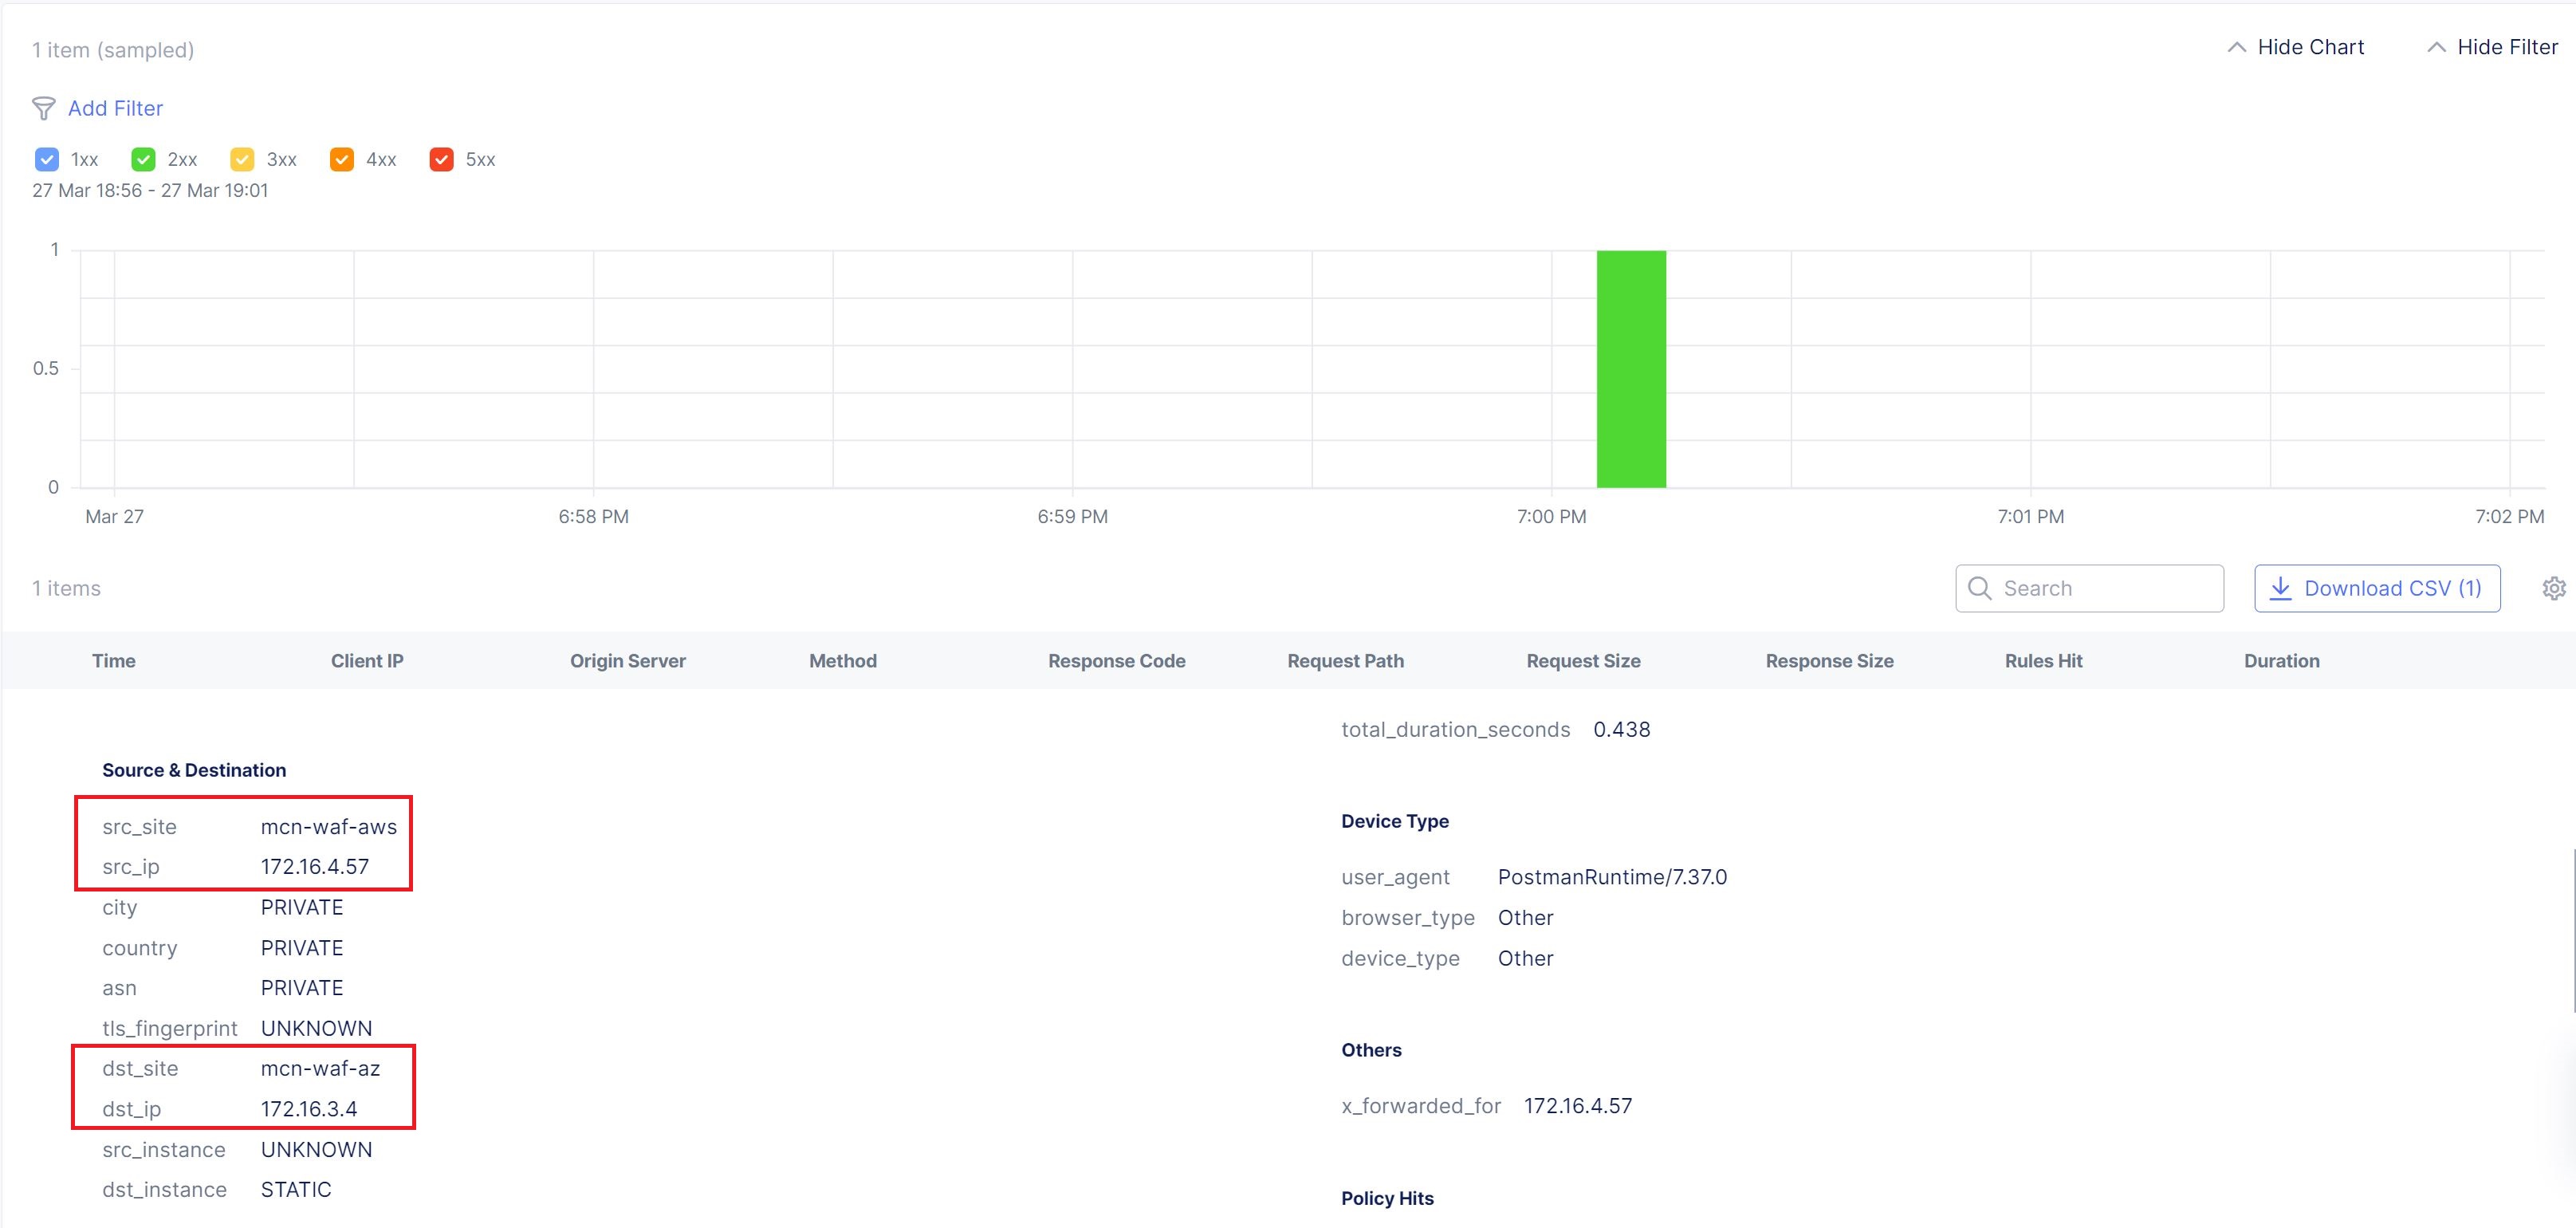 1 item (sampled)
Hide Chart
Hide Filter
Add Filter
1xx 2xx 3xx 4xx 5xx
27 Mar 18:56 - 27 Mar 19:01
1
0.5
0
Mar 27 6:58 PM 6:59 PM 7:00 PM 7:01 PM 7:02 PM
1 items
Search
Download CSV (1)
Time Client IP Origin Server Method Response Code Request Path Request Size Response Size Rules Hit Duration
Source & Destination
src_site mcn-waf-aws
src_ip 172.16.4.57
city PRIVATE
country PRIVATE
asn PRIVATE
tls_fingerprint UNKNOWN
dst_site mcn-waf-az
dst_ip 172.16.3.4
src_instance UNKNOWN
dst_instance STATIC
total_duration_seconds 0.438
Device Type
user_agent PostmanRuntime/7.37.0
browser_type Other
device_type Other
Others
x_forwarded_for 172.16.4.57
Policy Hits